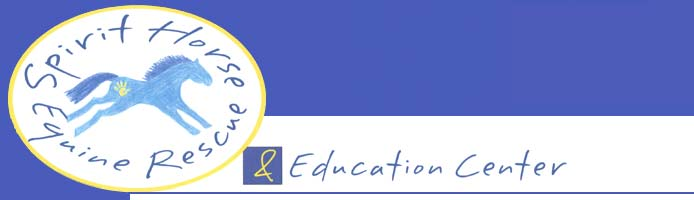 Spirit Horse
Equine Rescue
& Education Center